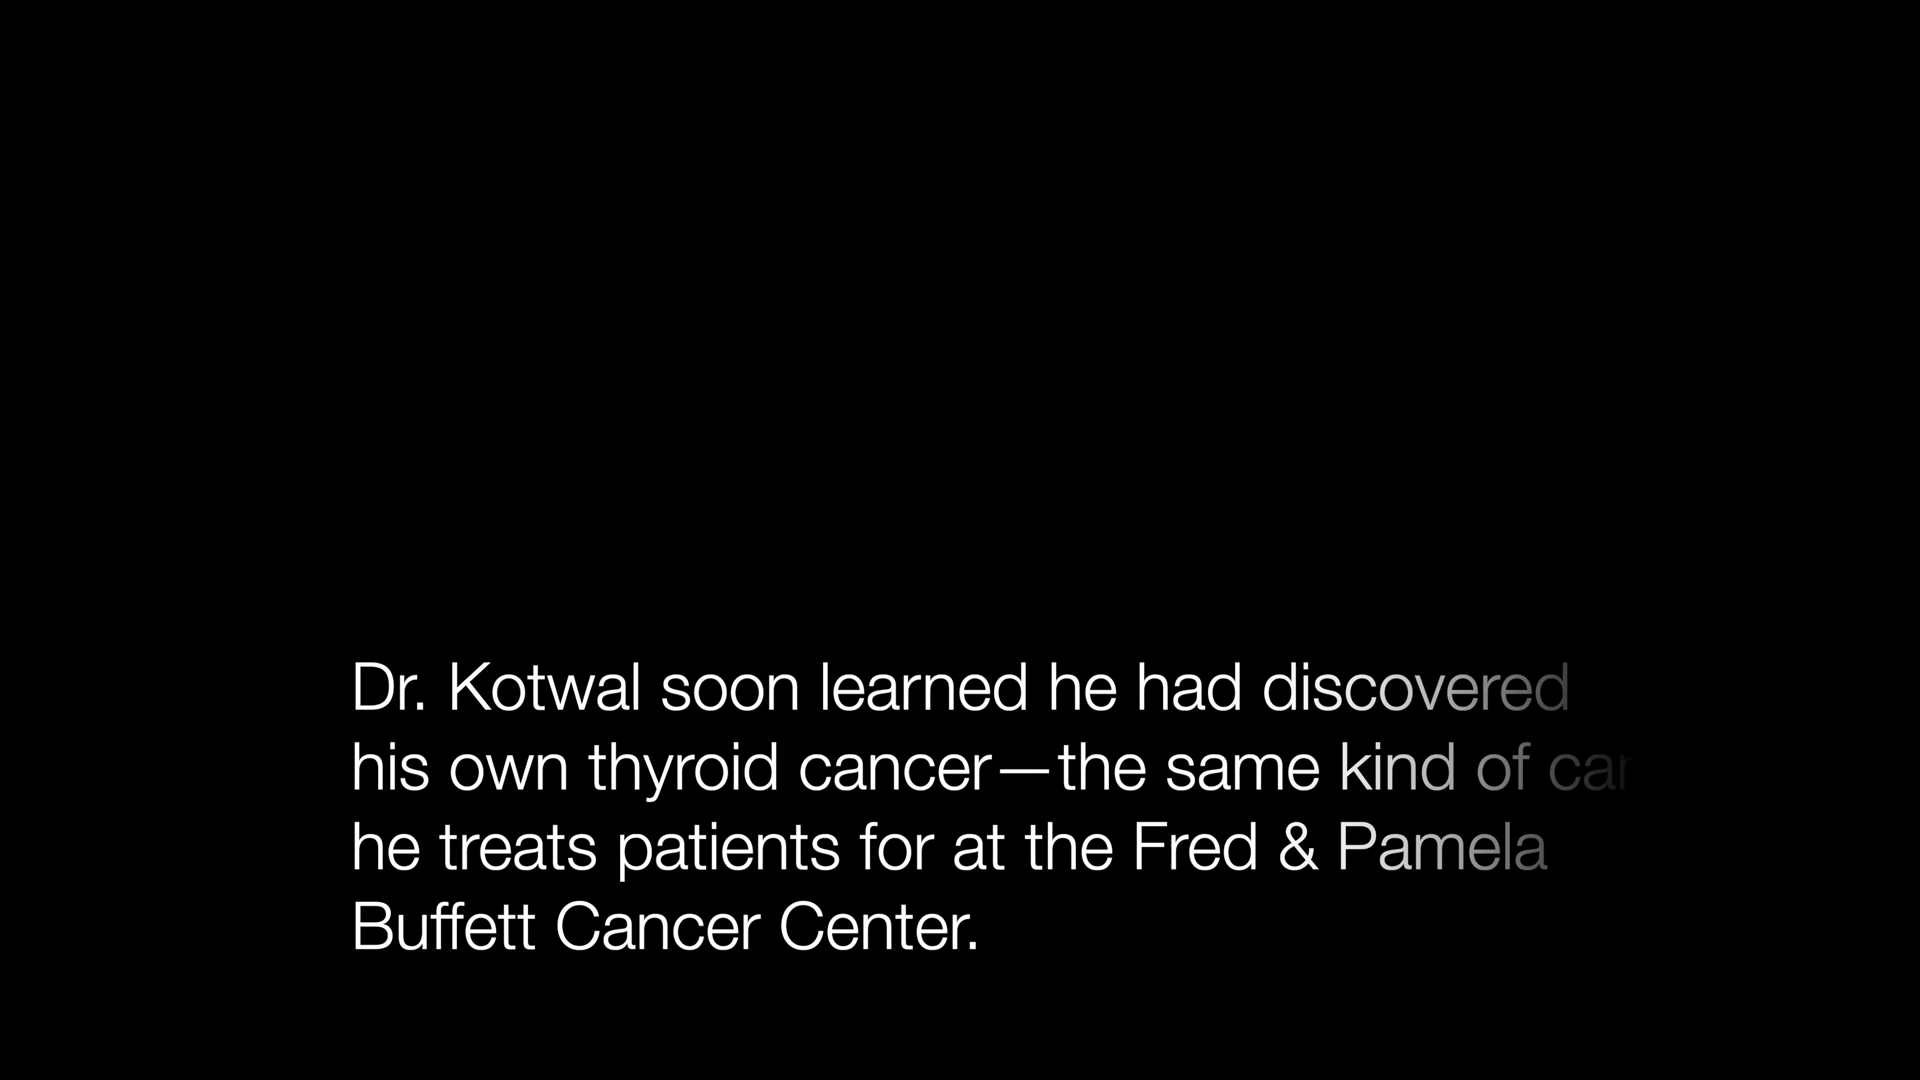 Dr. Kotwal soon learned he had discovered
his own thyroid cancer—the same kind of
he treats patients for at the Fred & Pamela
Buffett Cancer Center.